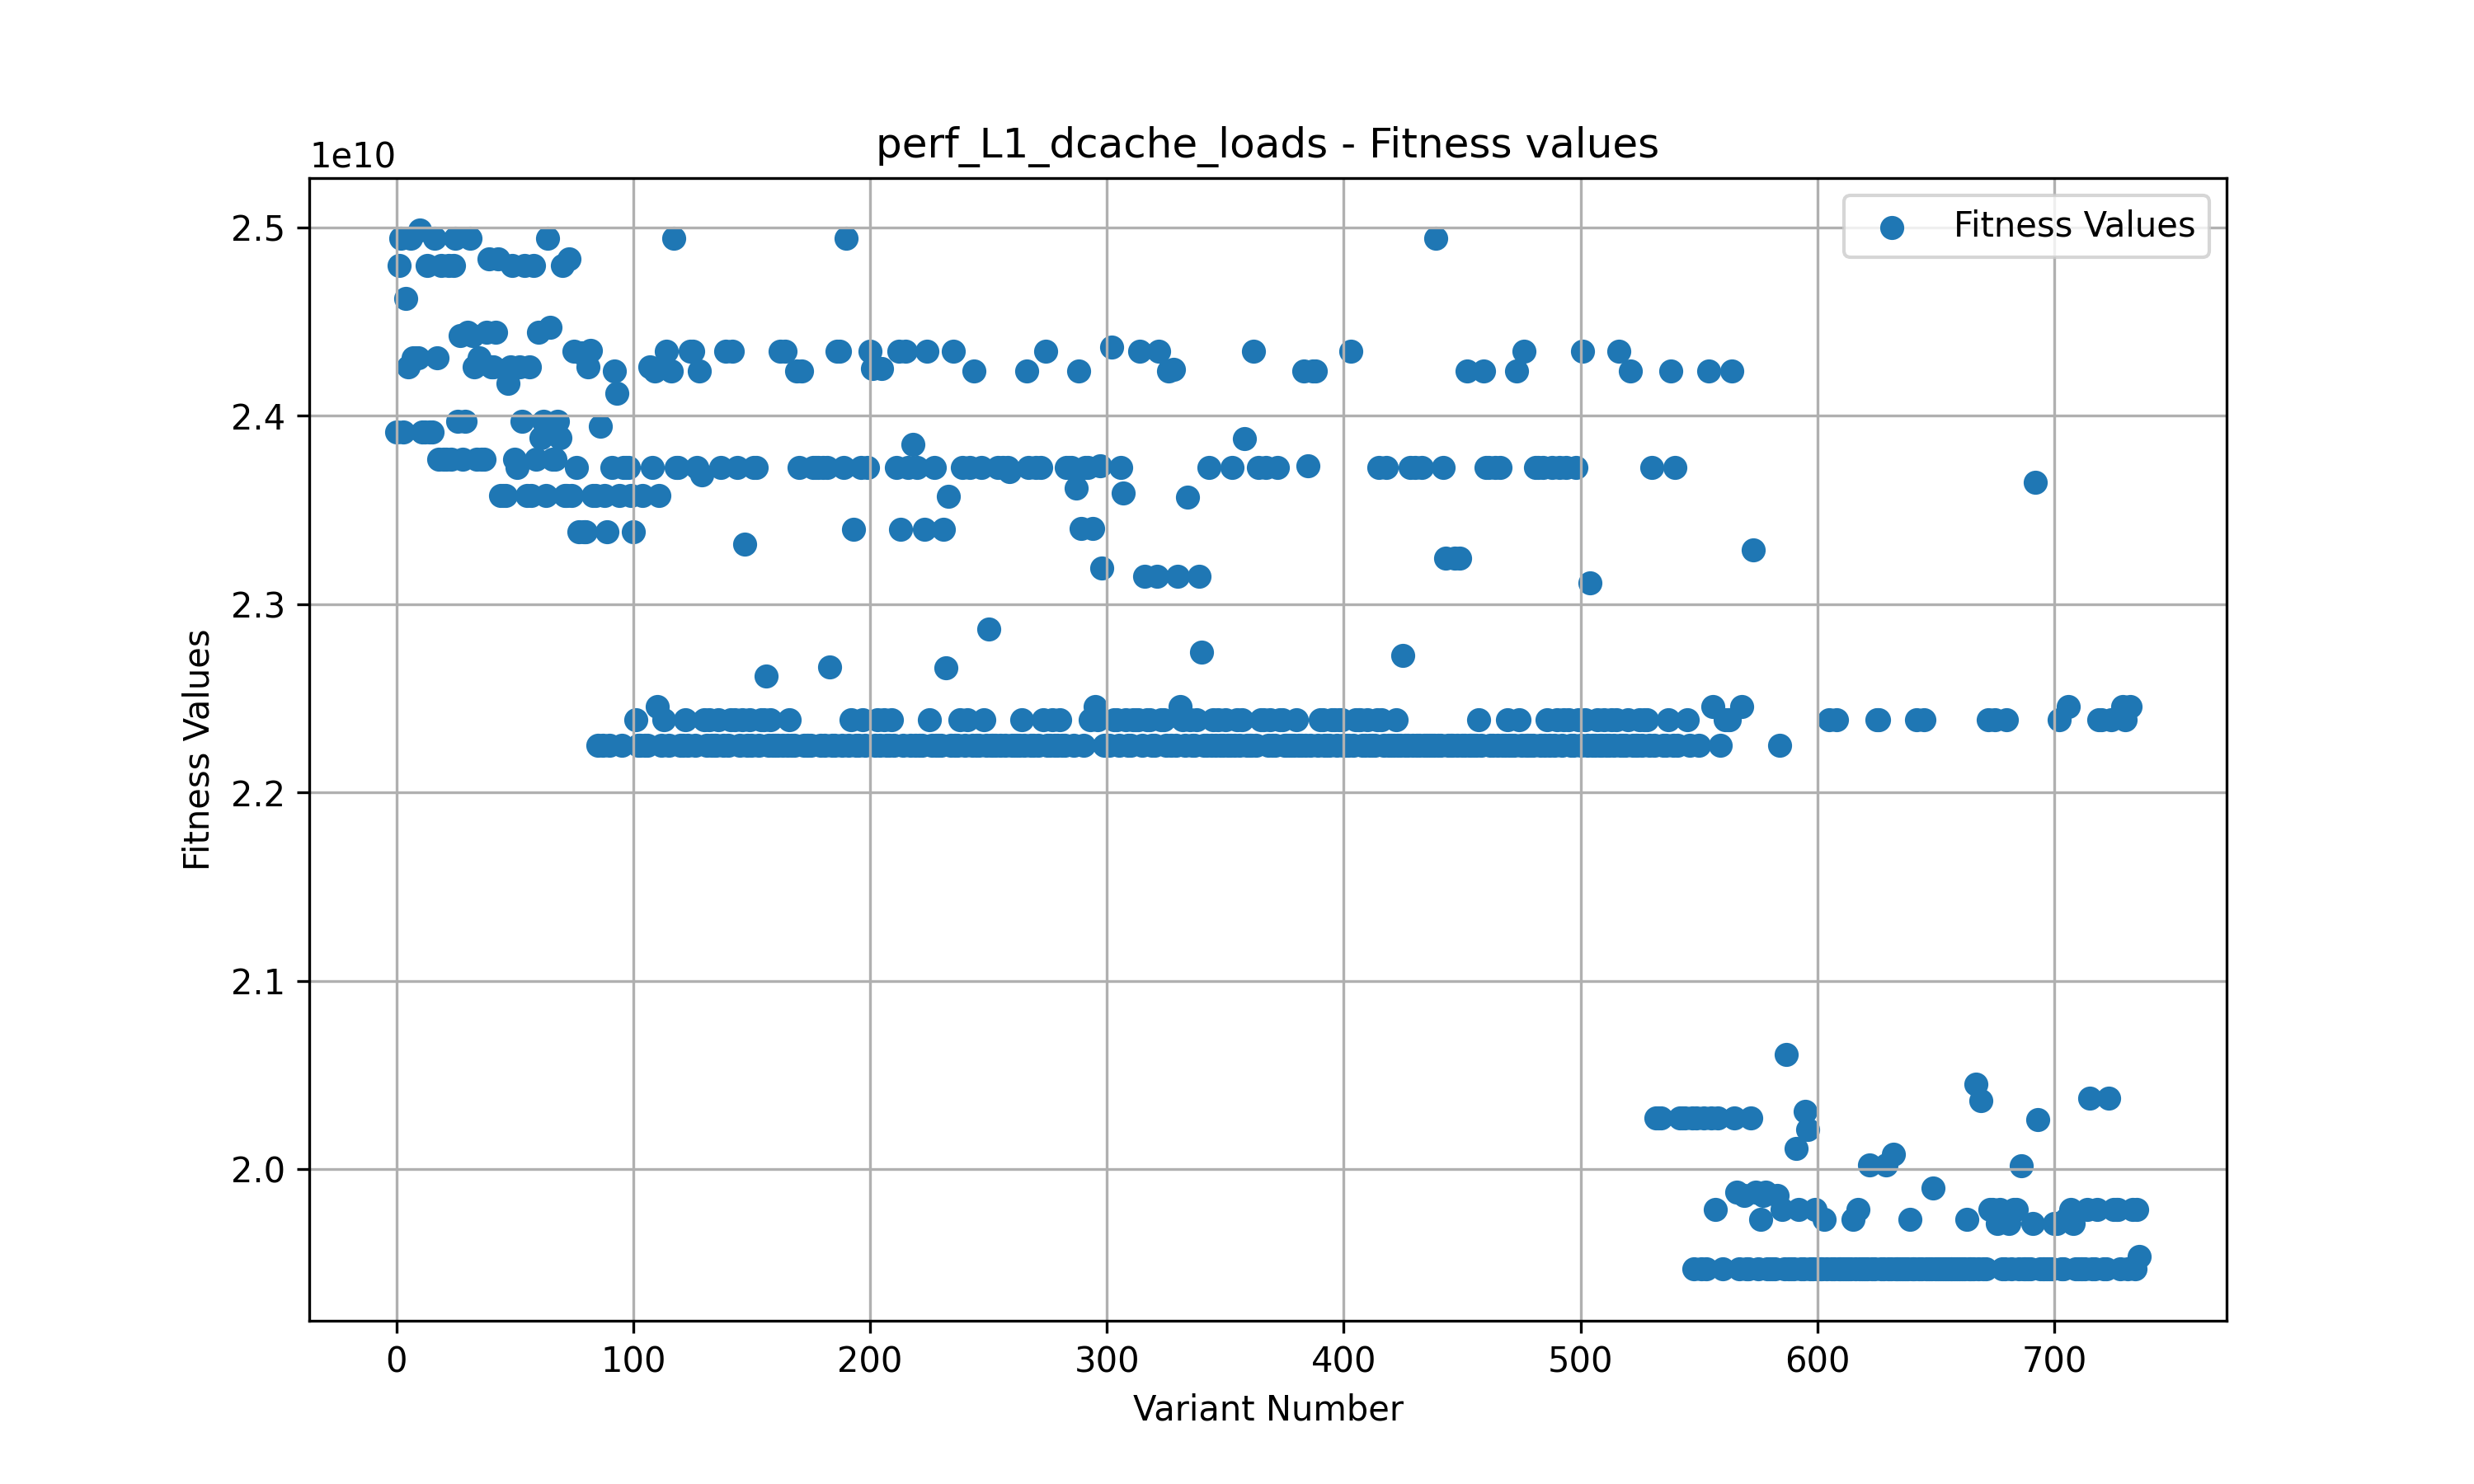 perf_L1_dcache_loads - Fitness values
1e10
Fitness Values
2.5
2.4
2.3
2.2
2.1
2.0
Fitness Values
0 100 200 300 400 500 600 700
Variant Number